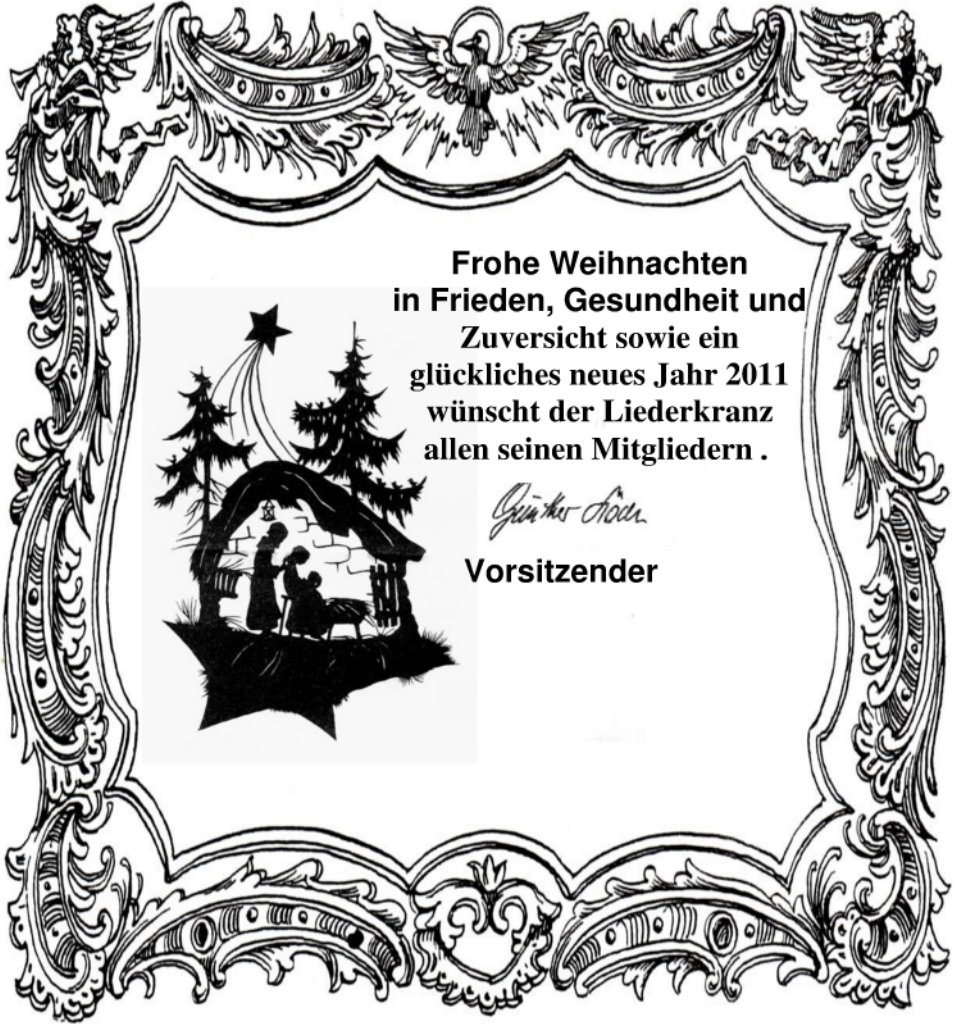 Frohe Weihnachten
in Frieden, Gesundheit und
Zuversicht sowie ein
glückliches neues Jahr 2011
wünscht der Liederkranz
allen seinen Mitgliedern .
Günther
Vorsitzender